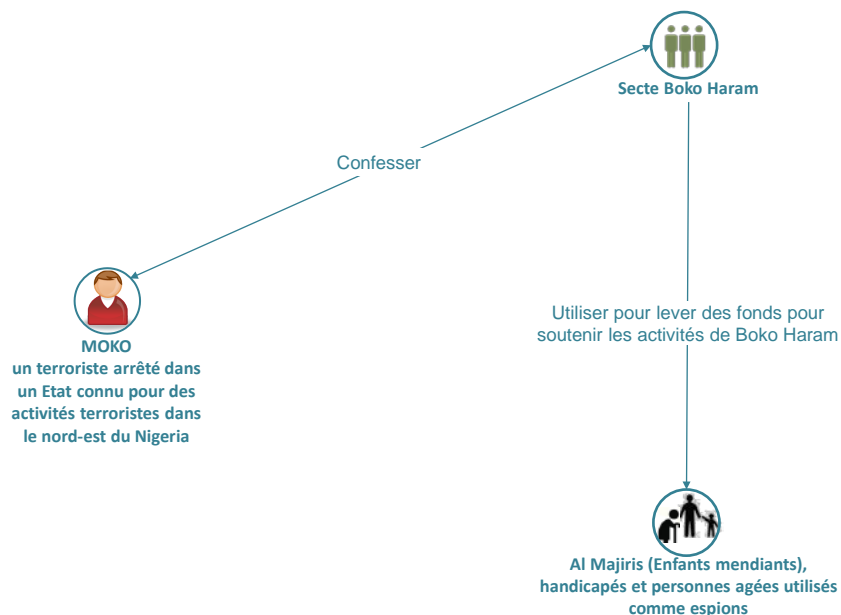 Secte Boko Haram
Confesser
Utiliser pour lever des fonds pour
soutenir les activités de Boko Haram
MOKO
un terroriste arrêté dans
un Etat connu pour des
activités terroristes dans
le nord-est du Nigeria
Al Majiris (Enfants mendiants),
handicapés et personnes agées utilisés
comme espions